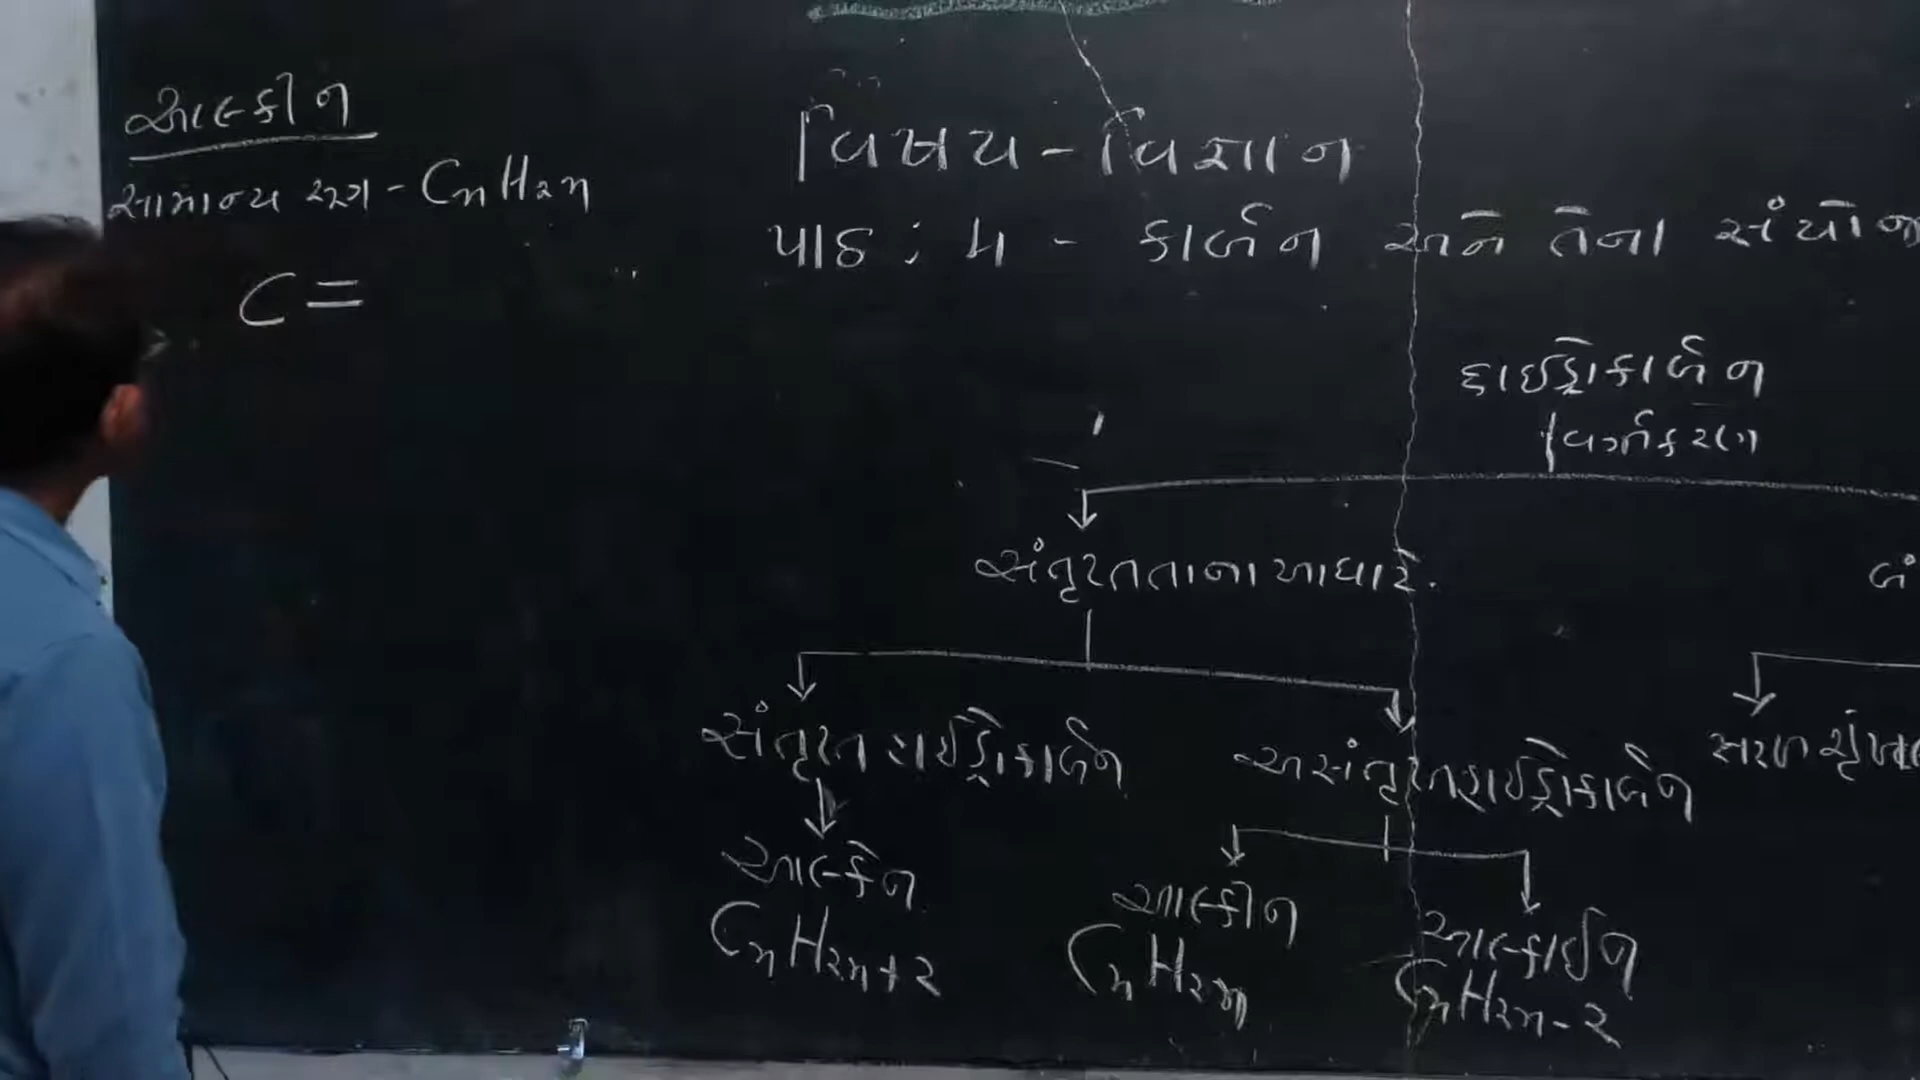 આલ્કીન
સામાન્ય સૂત્ર - CnH2n
C =
વિષય - વિજ્ઞાન
પાઠ : 4 - કાર્બન અને તેના સંયોજ
હાઈડ્રોકાર્બન
વર્ગીકરણ
સંતૃપ્તતાના આધારે.
બં
સંતૃપ્ત હાઈડ્રોકાર્બન
અસંતૃપ્ત હાઈડ્રોકાર્બન
સરળ શૃંખલ
આલ્કેન
આલ્કીન
આલ્કાઈન
CnH2n+2
CnH2n
CnH2n-2